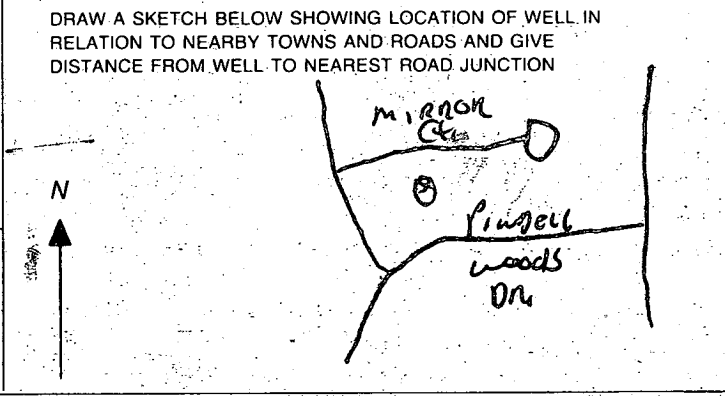 DRAW A SKETCH BELOW SHOWING LOCATION OF WELL IN
RELATION TO NEARBY TOWNS AND ROADS AND GIVE
DISTANCE FROM WELL TO NEAREST ROAD JUNCTION
MIRROR
Ct.
N
Pindell
woods
DR.